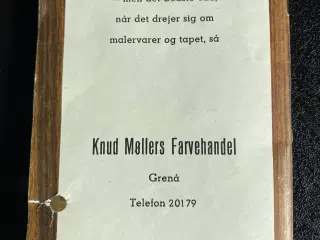 når det drejer sig om
malervarer og tapet, så
Knud Møllers Farvehandel
Grenå
Telefon 20179